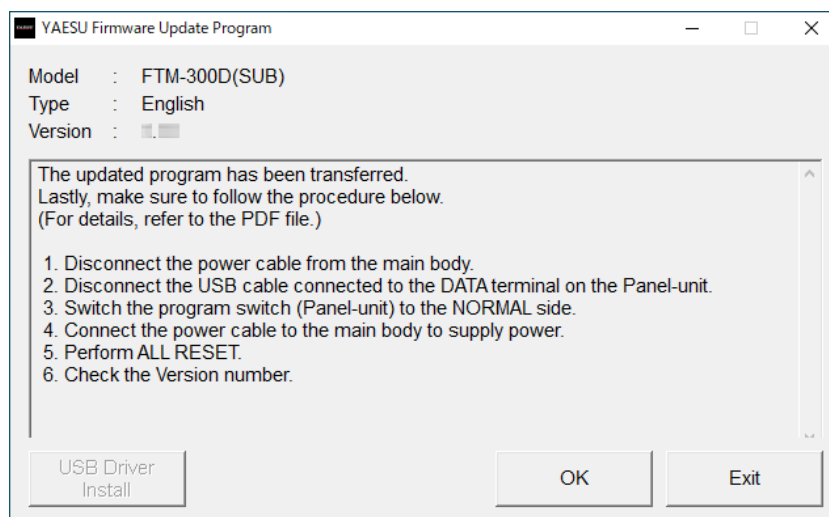 YAESU Firmware Update Program
Model : FTM-300D(SUB)
Type : English
Version :
The updated program has been transferred.
Lastly, make sure to follow the procedure below.
(For details, refer to the PDF file.)
1. Disconnect the power cable from the main body.
2. Disconnect the USB cable connected to the DATA terminal on the Panel-unit.
3. Switch the program switch (Panel-unit) to the NORMAL side.
4. Connect the power cable to the main body to supply power.
5. Perform ALL RESET.
6. Check the Version number.
USB Driver
Install
OK
Exit